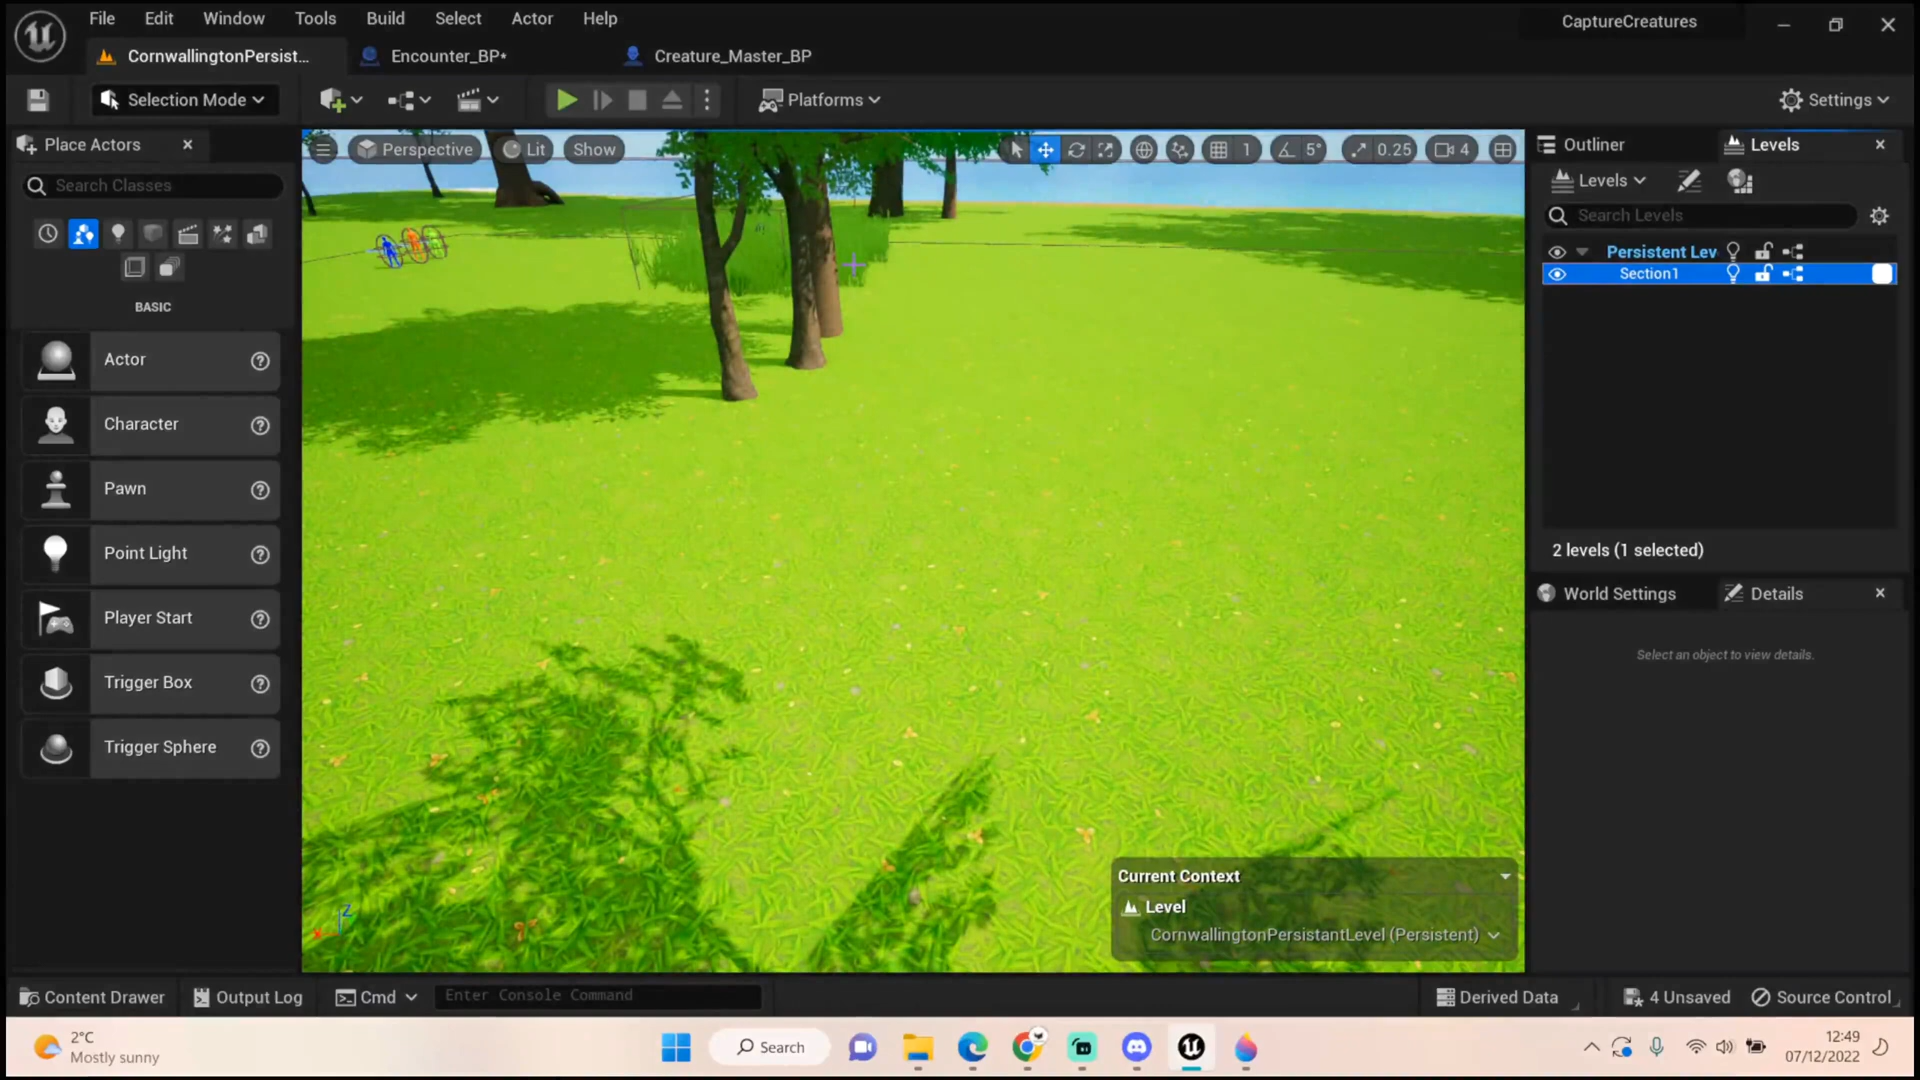 File Edit Window Tools Build Select Actor Help
CaptureCreatures
CornwallingtonPersist...
Encounter_BP*
Creature_Master_BP
Selection Mode
Platforms
Settings
Place Actors
Perspective
Lit
Show
1
5°
0.25
4
Outliner
Levels
Search Classes
Levels
Search Levels
Persistent Lev
Section1
BASIC
Actor
Character
Pawn
Point Light
Player Start
Trigger Box
Trigger Sphere
2 levels (1 selected)
World Settings
Details
Select an object to view details.
Current Context
Level
CornwallingtonPersistantLevel (Persistent)
Content Drawer
Output Log
Cmd
Enter Console Command
Derived Data
4 Unsaved
Source Control
2°C
Mostly sunny
Search
12:49
07/12/2022